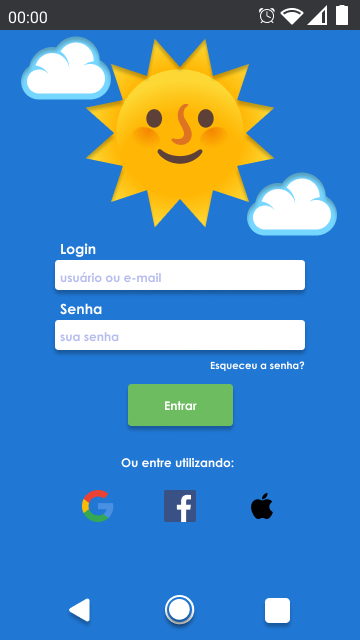 00:00
Login
usuário ou e-mail
Senha
sua senha
Esqueceu a senha?
Entrar
Ou entre utilizando: